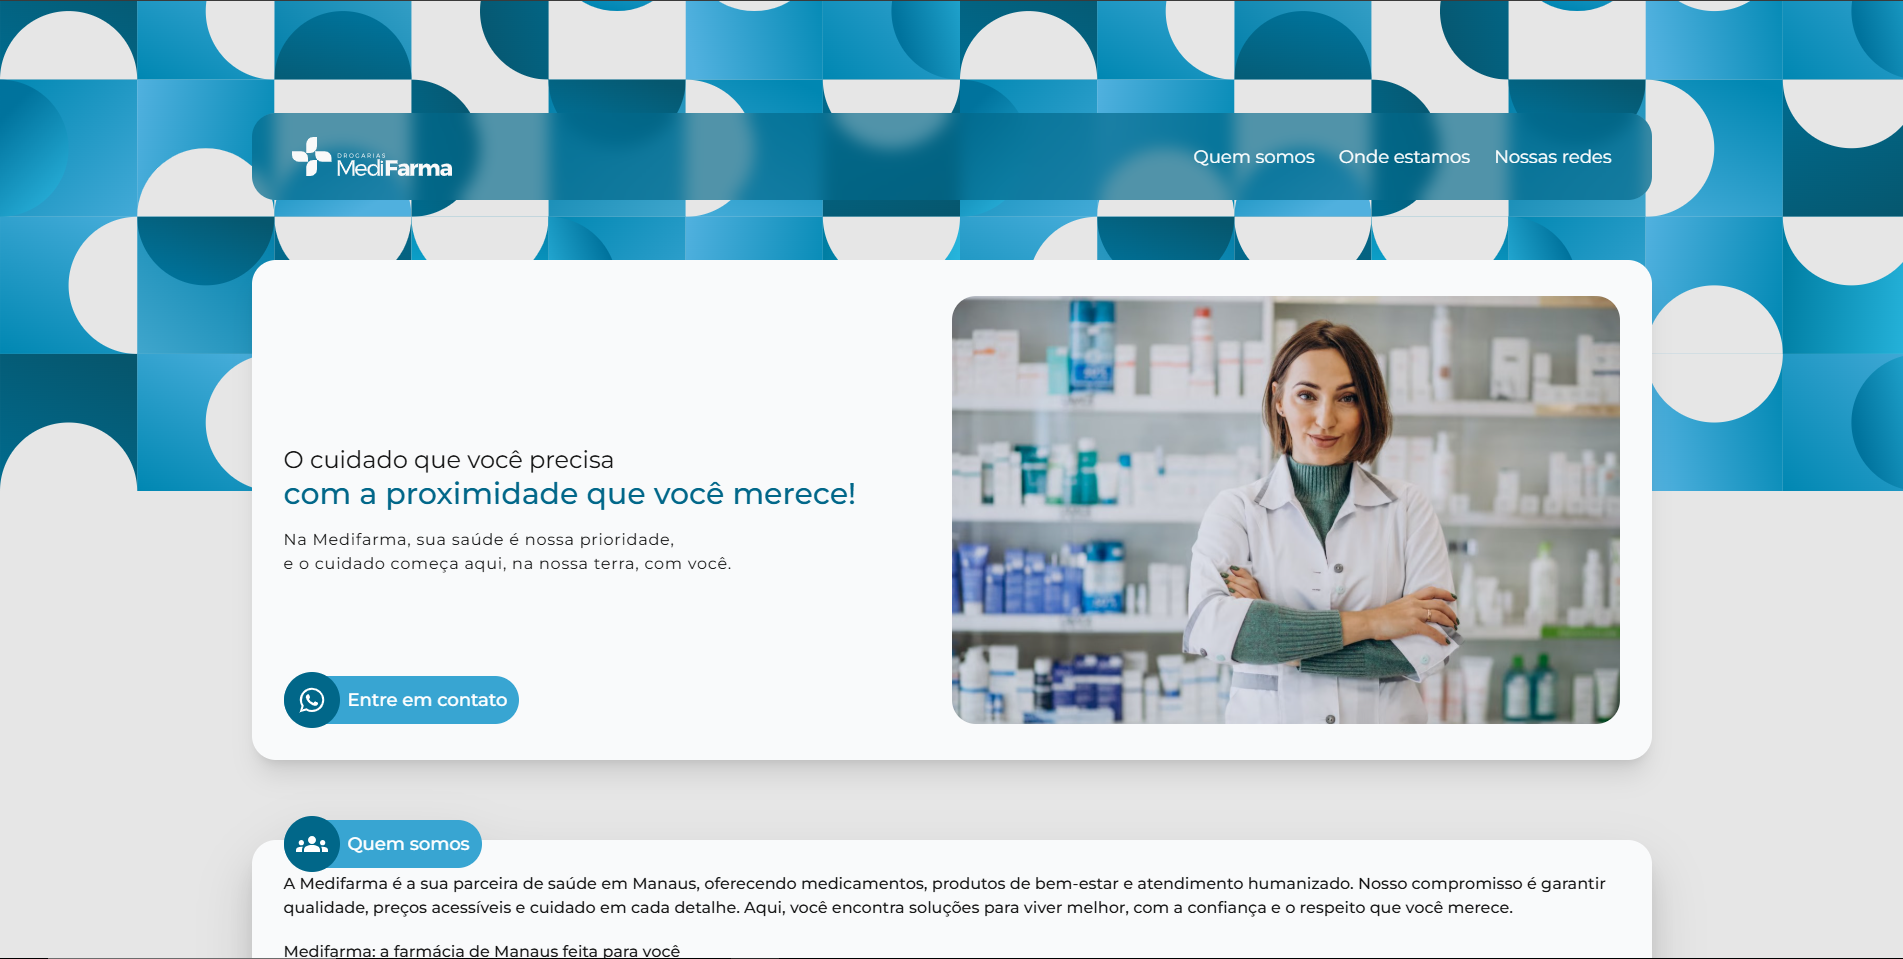 DROGARIAS
MediFarma
Quem somos Onde estamos Nossas redes
O cuidado que você precisa
com a proximidade que você merece!
Na Medifarma, sua saúde é nossa prioridade,
e o cuidado começa aqui, na nossa terra, com você.
Entre em contato
Quem somos
A Medifarma é a sua parceira de saúde em Manaus, oferecendo medicamentos, produtos de bem-estar e atendimento humanizado. Nosso compromisso é garantir
qualidade, preços acessíveis e cuidado em cada detalhe. Aqui, você encontra soluções para viver melhor, com a confiança e o respeito que você merece.
Medifarma: a farmácia de Manaus feita para você